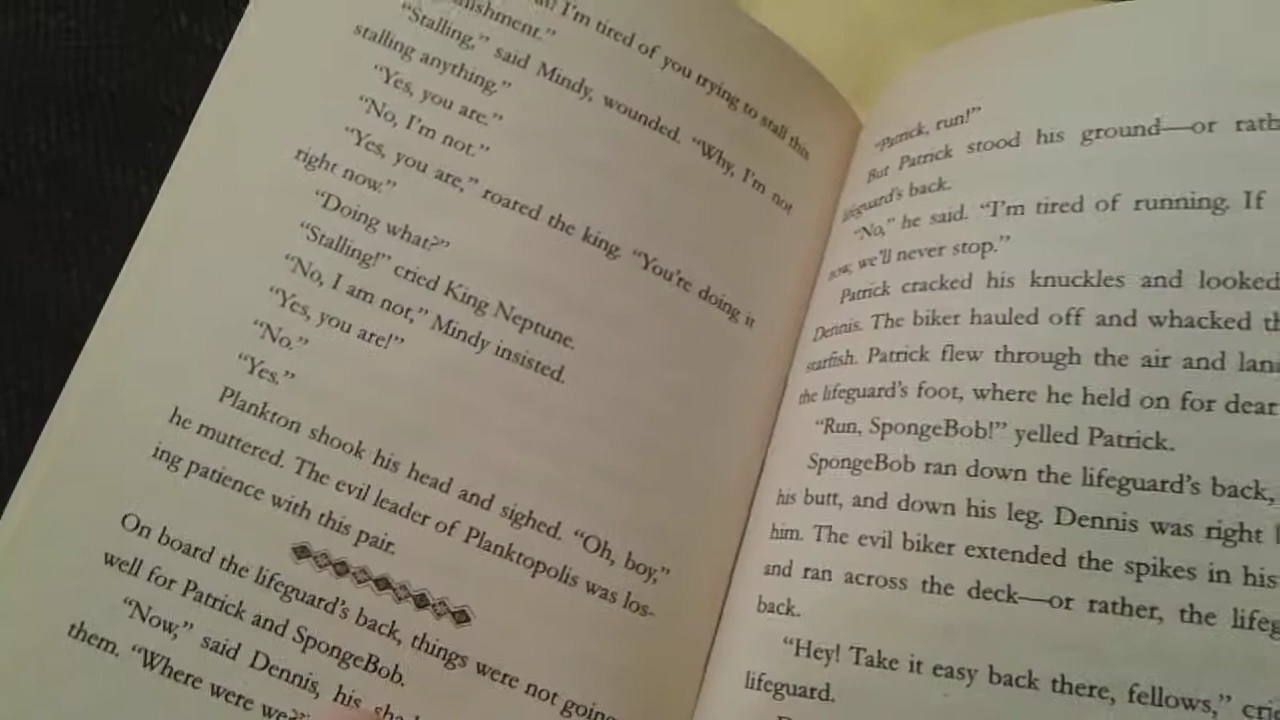 I'm tired of you trying to stall this
"Stalling," said Mindy, wounded. "Why, I'm not
stalling anything."
"Yes, you are."
"No, I'm not."
"Yes, you are," roared the king. "You're doing it
right now."
"Doing what?"
"Stalling!" cried King Neptune.
"No, I am not," Mindy insisted.
"Yes, you are!"
"No."
"Yes."
Plankton shook his head and sighed. "Oh, boy,"
he muttered. The evil leader of Planktopolis was los-
ing patience with this pair.
On board the lifeguard's back, things were not going
well for Patrick and SpongeBob.
"Now," said Dennis, his
them. "Where were we?"
"Patrick, run!"
But Patrick stood his ground—or rath
lifeguard's back.
"No," he said. "I'm tired of running. If
now, we'll never stop."
Patrick cracked his knuckles and looked
Dennis. The biker hauled off and whacked th
starfish. Patrick flew through the air and lan
the lifeguard's foot, where he held on for dear
"Run, SpongeBob!" yelled Patrick.
SpongeBob ran down the lifeguard's back,
his butt, and down his leg. Dennis was right
him. The evil biker extended the spikes in his
and ran across the deck—or rather, the lifeg
back.
"Hey! Take it easy back there, fellows," cri
lifeguard.